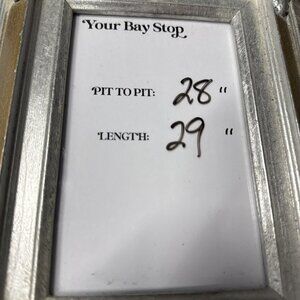 Your Bay Stop
PIT TO PIT: 28 "
LENGTH: 29 "